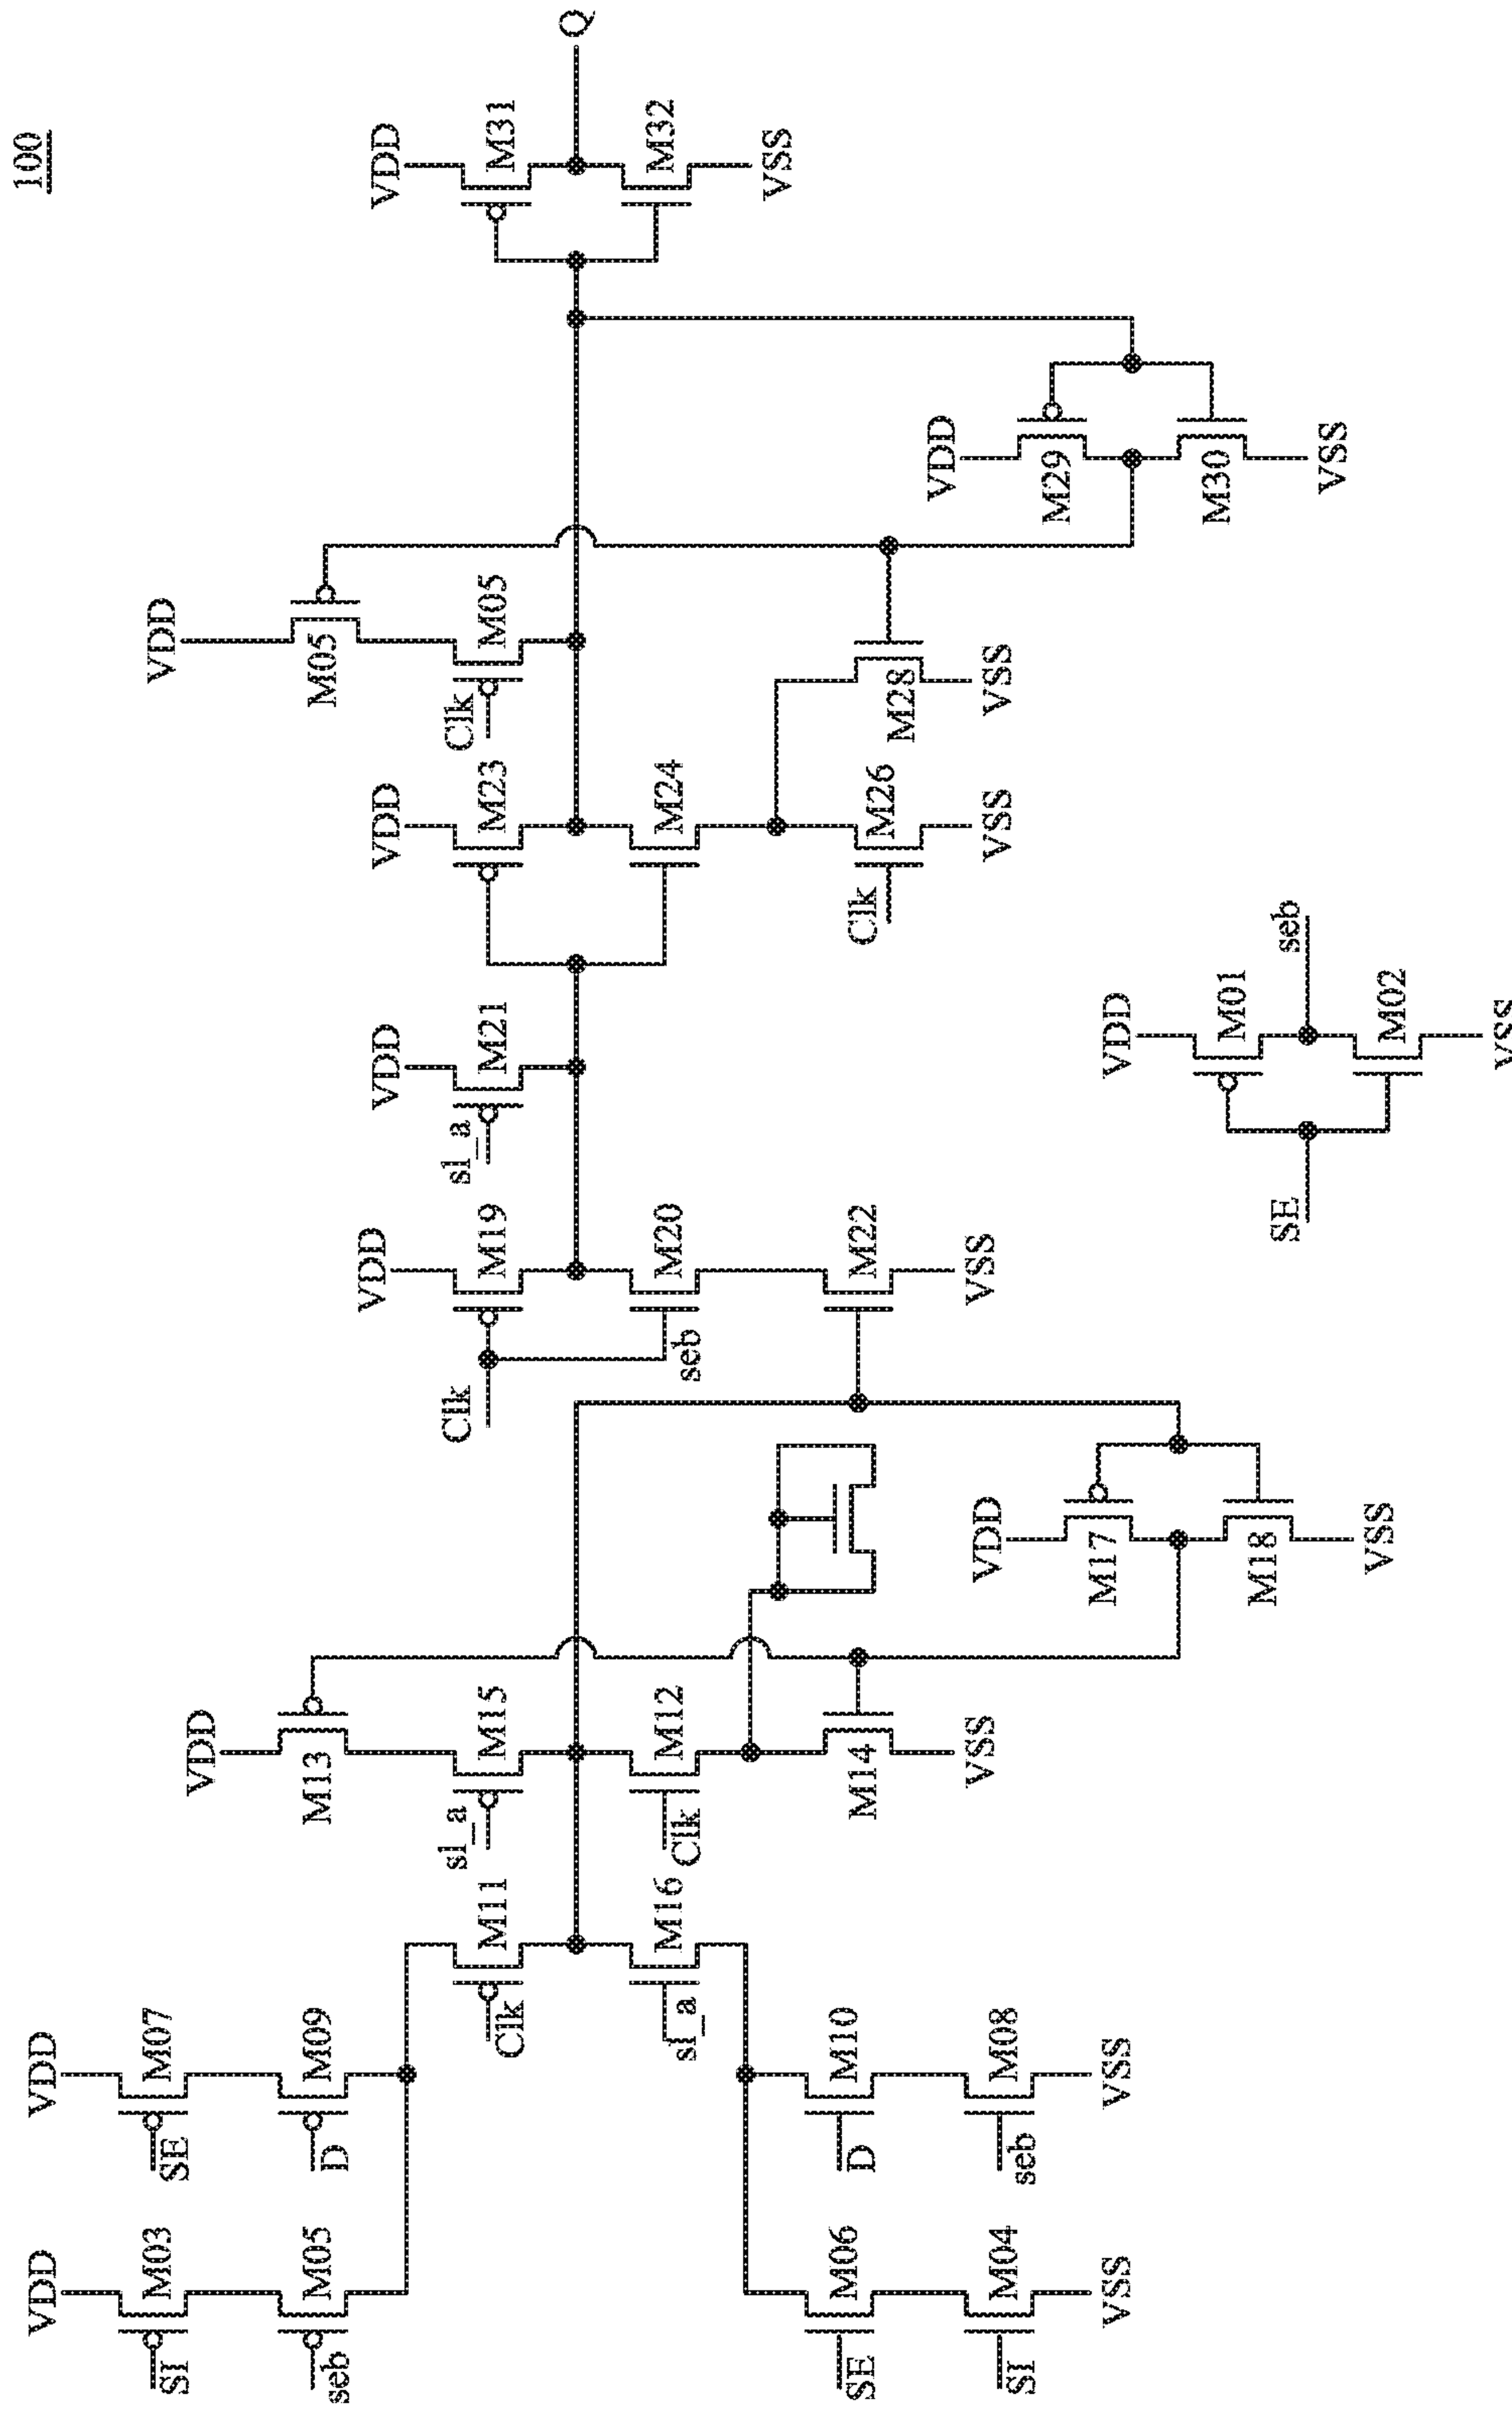 100
VDD
VDD
M03
M07
VDD
SI
SE
VDD
M05
M09
M13
M05
seb
D
VDD
VDD
VDD
VDD
sl_a
Clk
sl_a
Clk
M11
M15
M19
M21
M23
M05
M31
Clk
Q
sl_a
M16
Clk
M12
seb
M20
M24
M32
VSS
M06
M10
M14
M22
Clk
M26
M28
SE
D
VDD
VSS
VDD
VSS
VSS
VSS
M04
M08
SI
seb
M29
VSS
VSS
M17
VDD
M30
M01
M18
SE
seb
VSS
VSS
M02
VSS